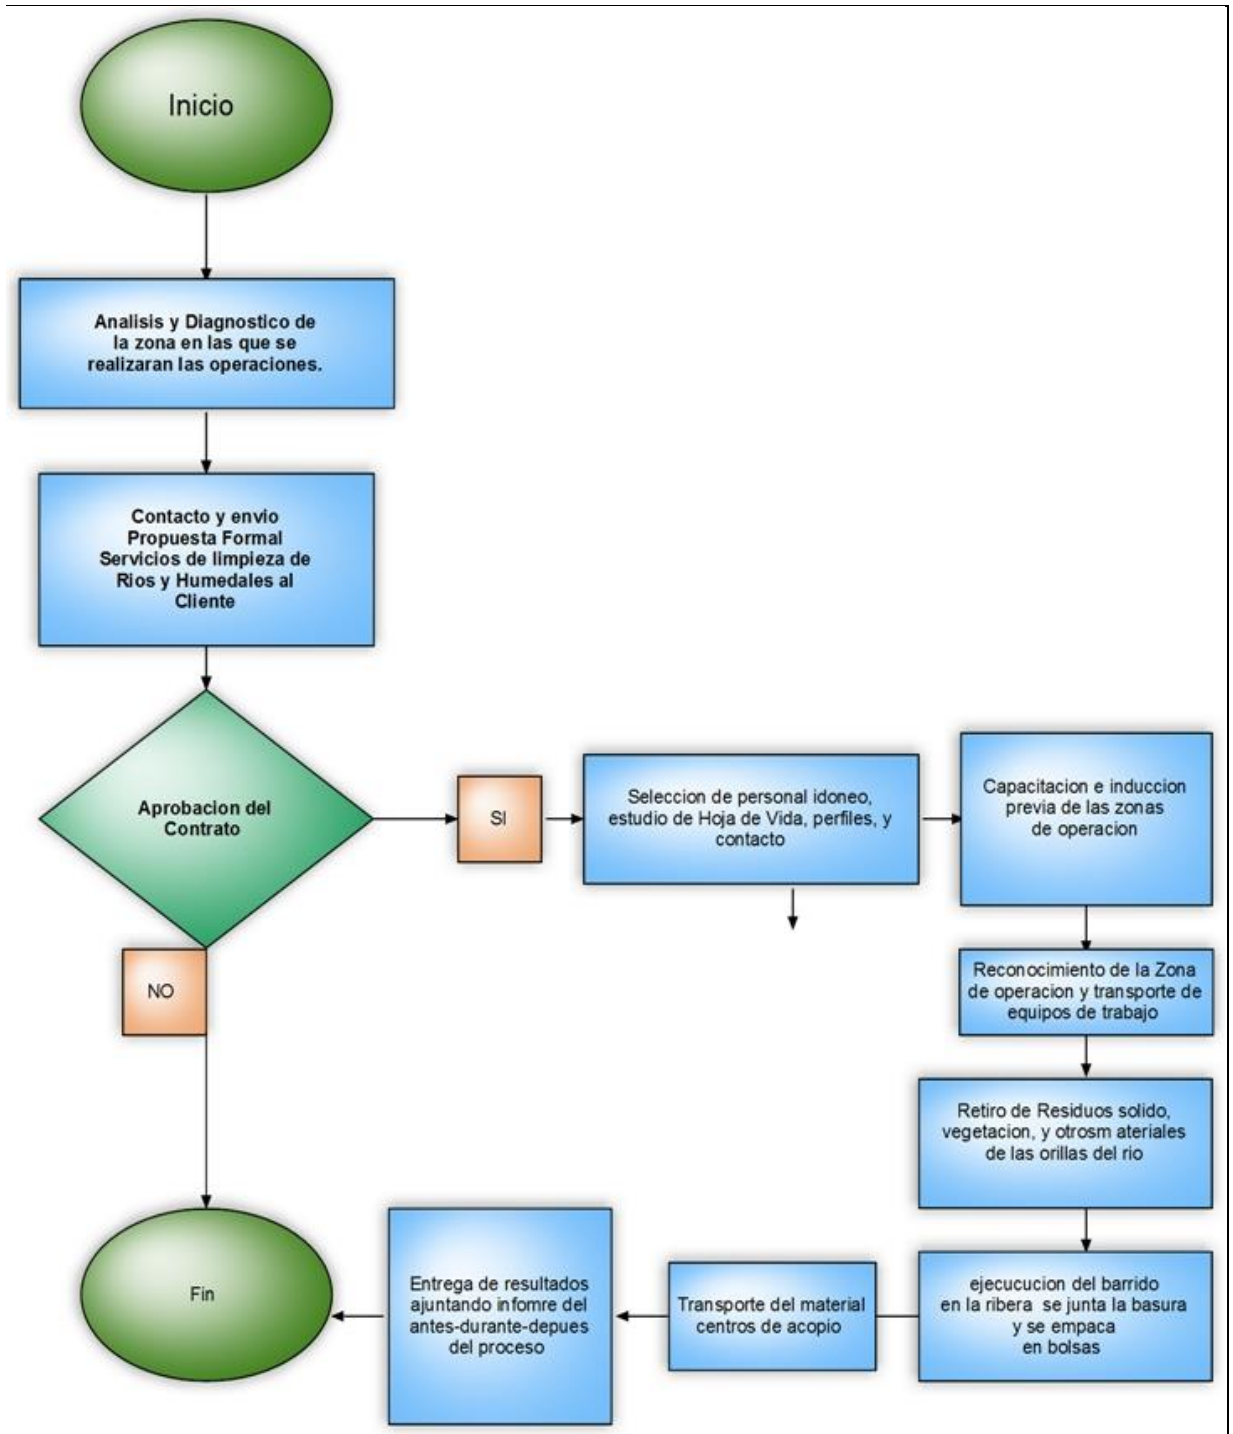 Inicio
Analisis y Diagnostico de
la zona en las que se
realizaran las operaciones.
Contacto y envio
Propuesta Formal
Servicios de limpieza de
Rios y Humedales al
Cliente
Aprobacion del
Contrato
SI
Seleccion de personal idoneo,
estudio de Hoja de Vida, perfiles, y
contacto
Capacitacion e induccion
previa de las zonas
de operacion
NO
Reconocimiento de la Zona
de operacion y transporte de
equipos de trabajo
Retiro de Residuos solido,
vegetacion, y otrosm ateriales
de las orillas del rio
ejecucucion del barrido
en la ribera se junta la basura
y se empaca
en bolsas
Transporte del material
centros de acopio
Entrega de resultados
ajuntando infomre del
antes-durante-depues
del proceso
Fin